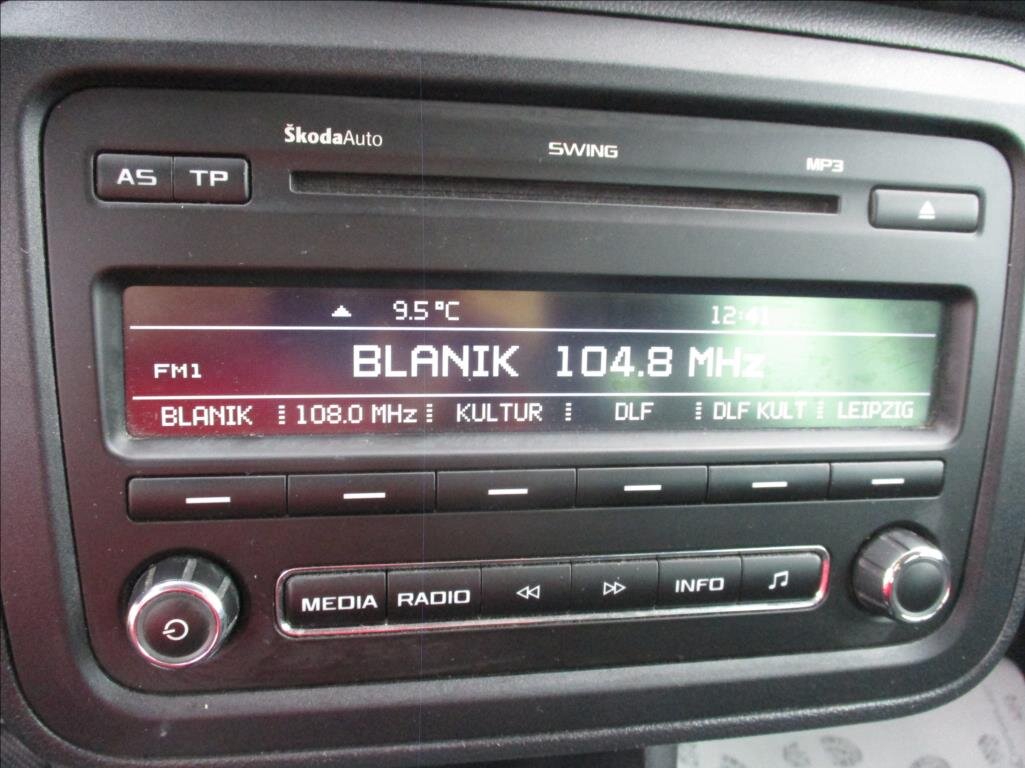 ŠkodaAuto
SWING
MP3
AS TP
9.5°C 12:41
FM1 BLANIK 104.8 MHz
BLANIK 108.0 MHz KULTUR DLF DLF KULT LEIPZIG
MEDIA RADIO INFO